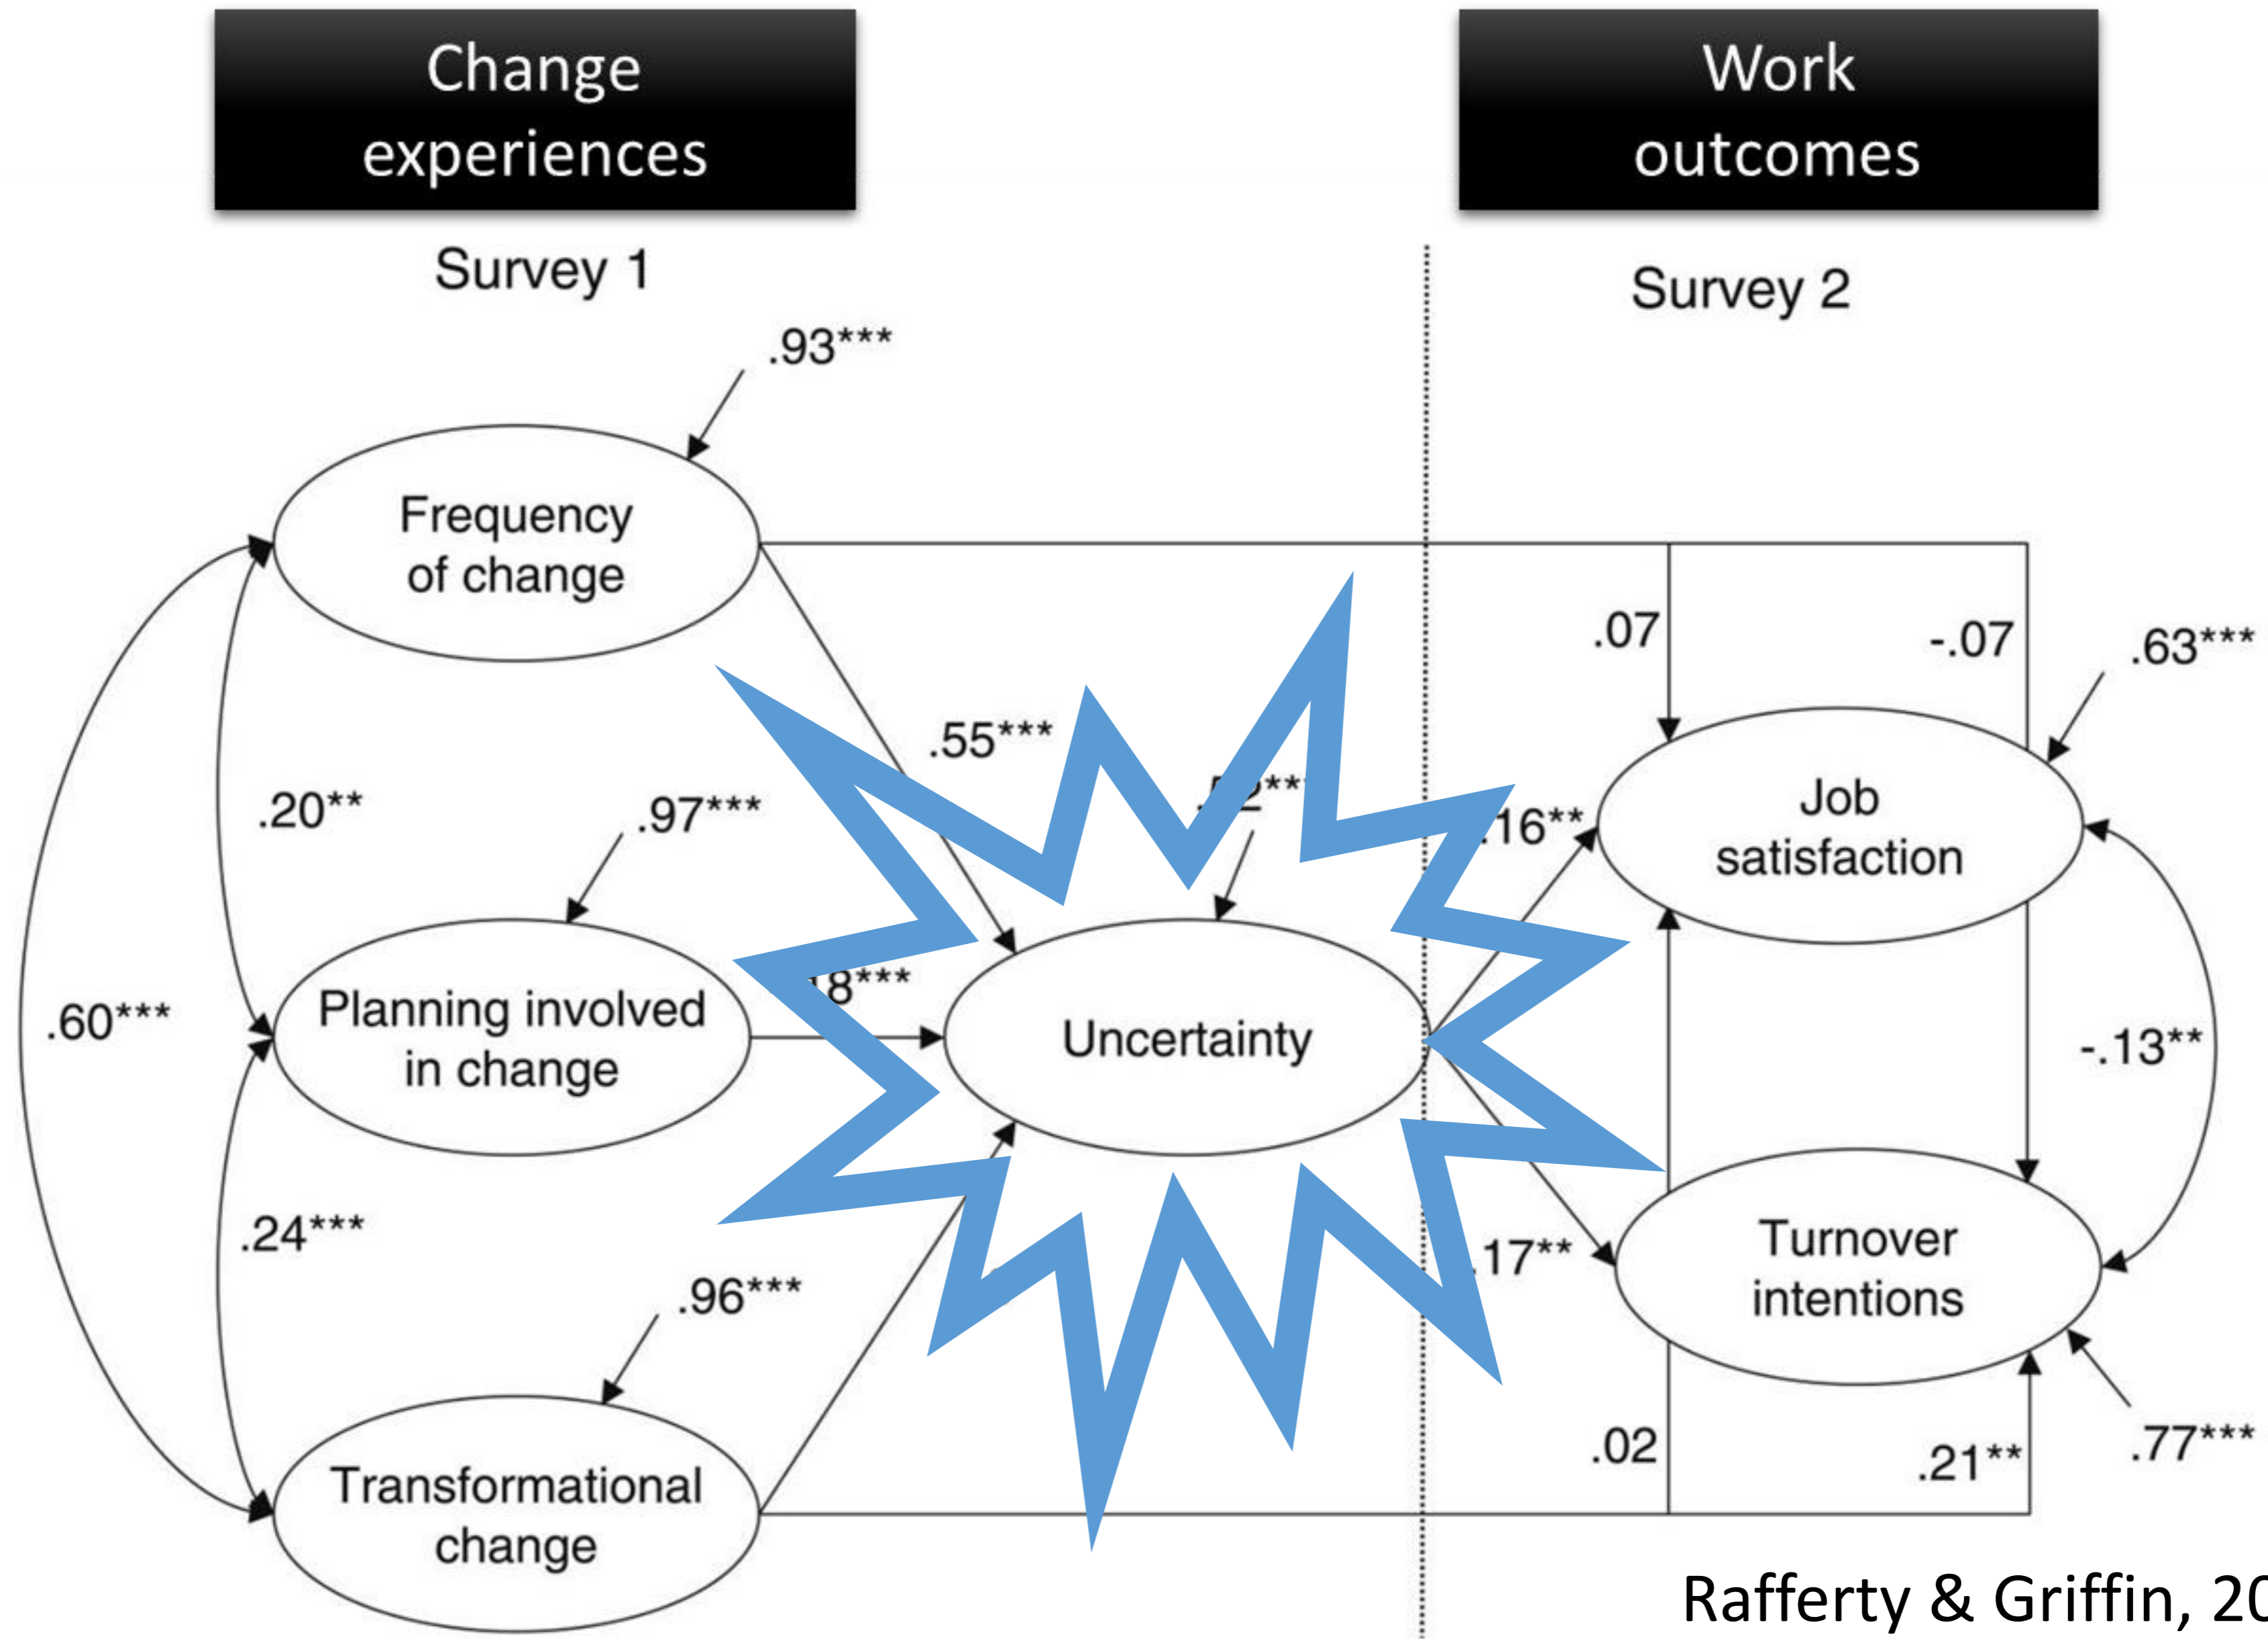 Change
experiences
Work
outcomes
Survey 1
Survey 2
.93***
Frequency
of change
.07
-.07
.63***
.55***
.20**
.97***
16**
Job
satisfaction
Planning involved
in change
8***
.60***
Uncertainty
-.13**
.24***
.96***
.17**
Turnover
intentions
.02
.21**
.77***
Transformational
change
Rafferty & Griffin, 20